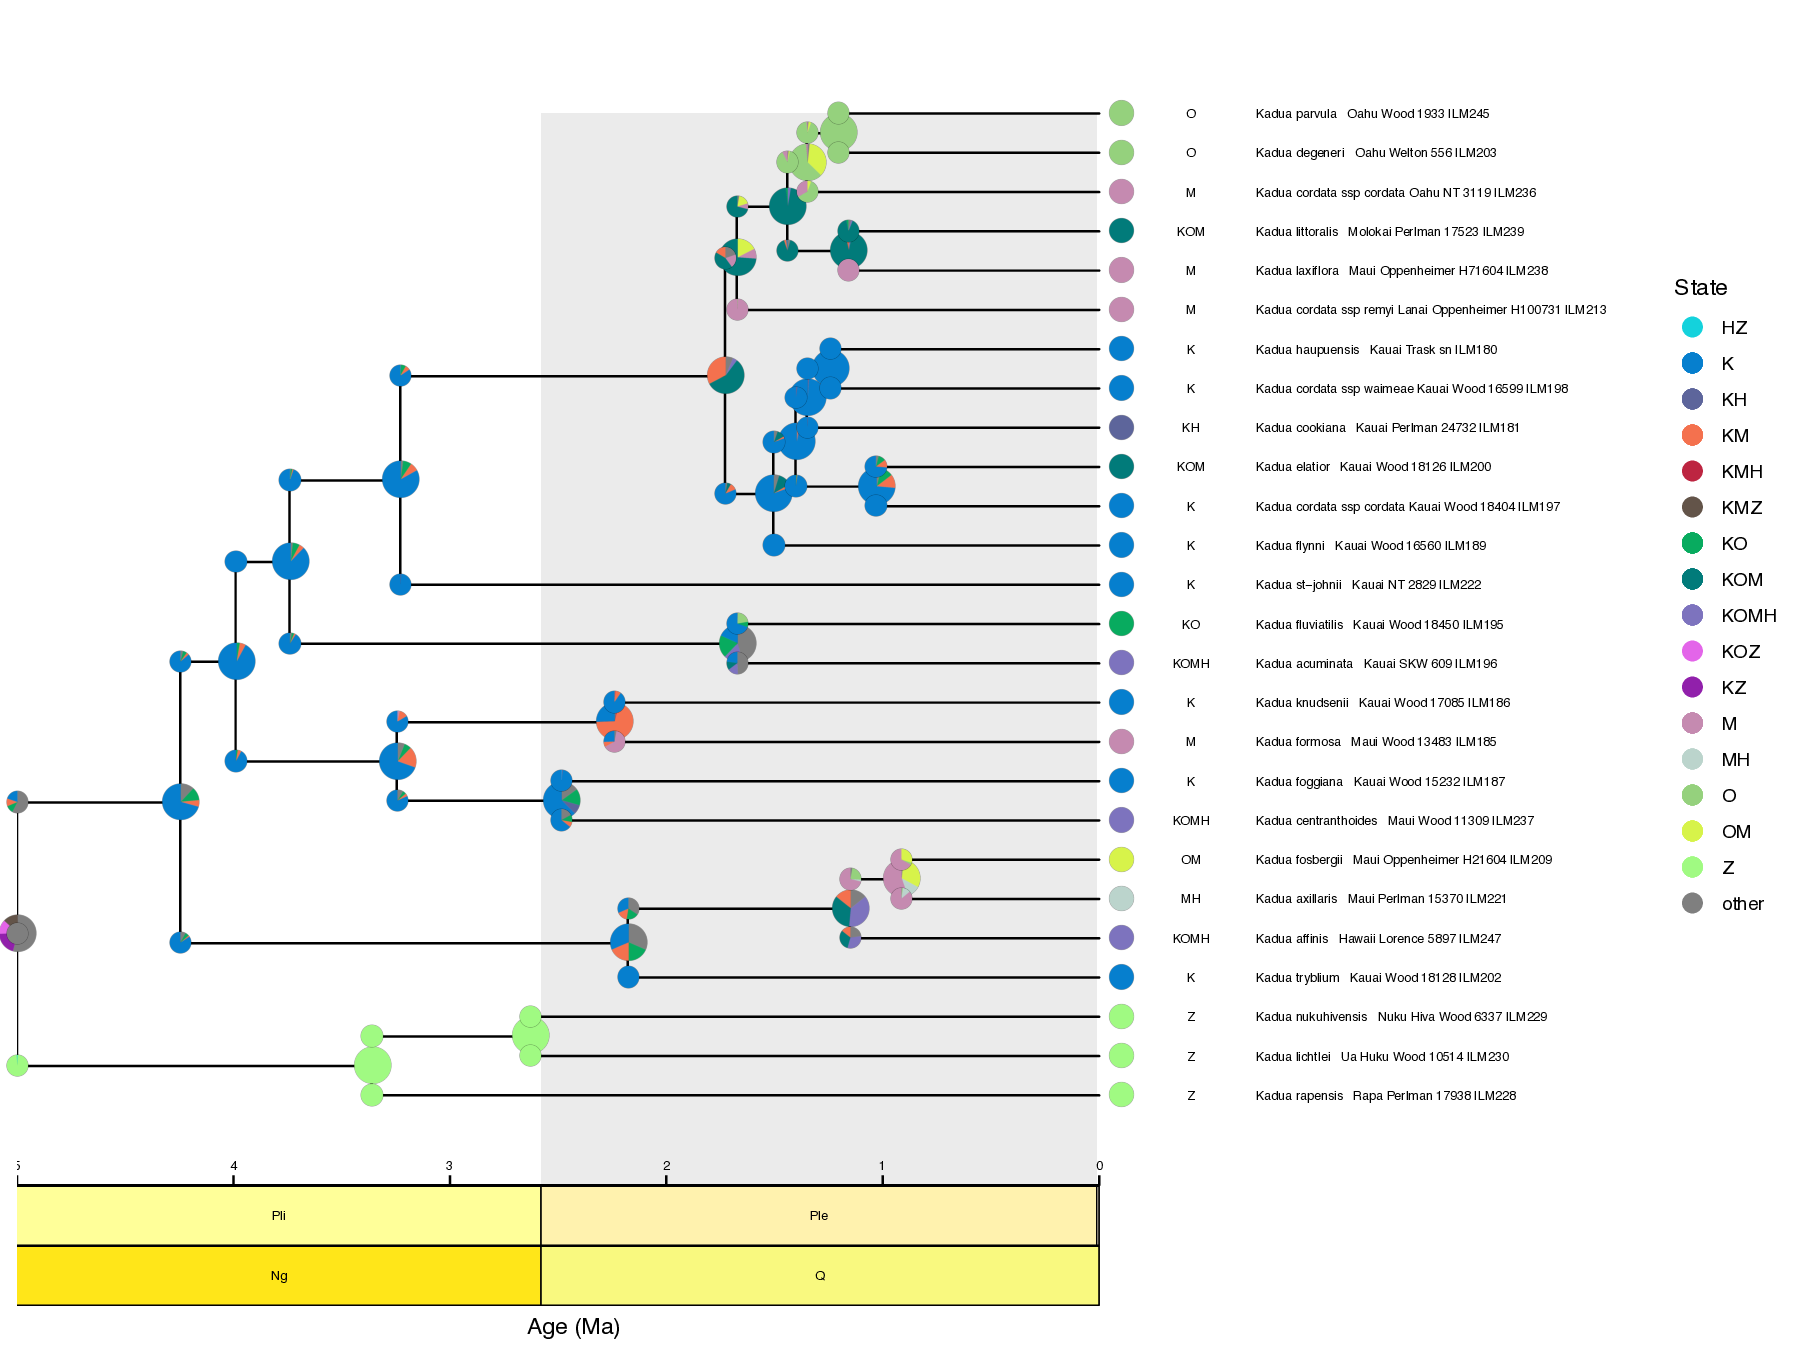 O Kadua parvula Oahu Wood 1933 ILM245
O Kadua degeneri Oahu Welton 556 ILM203
M Kadua cordata ssp cordata Oahu NT 3119 ILM236
KOM Kadua littoralis Molokai Perlman 17523 ILM239
M Kadua laxiflora Maui Oppenheimer H71604 ILM238
M Kadua cordata ssp remyi Lanai Oppenheimer H100731 ILM213
K Kadua haupuensis Kauai Trask sn ILM180
K Kadua cordata ssp waimeae Kauai Wood 16599 ILM198
KH Kadua cookiana Kauai Perlman 24732 ILM181
KOM Kadua elatior Kauai Wood 18126 ILM200
K Kadua cordata ssp cordata Kauai Wood 18404 ILM197
K Kadua flynni Kauai Wood 16560 ILM189
K Kadua st-johnii Kauai NT 2829 ILM222
KO Kadua fluviatilis Kauai Wood 18450 ILM195
KOMH Kadua acuminata Kauai SKW 609 ILM196
K Kadua knudsenii Kauai Wood 17085 ILM186
M Kadua formosa Maui Wood 13483 ILM185
K Kadua foggiana Kauai Wood 15232 ILM187
KOMH Kadua centranthoides Maui Wood 11309 ILM237
OM Kadua fosbergii Maui Oppenheimer H21604 ILM209
MH Kadua axillaris Maui Perlman 15370 ILM221
KOMH Kadua affinis Hawaii Lorence 5897 ILM247
K Kadua tryblium Kauai Wood 18128 ILM202
Z Kadua nukuhivensis Nuku Hiva Wood 6337 ILM229
Z Kadua lichtlei Ua Huku Wood 10514 ILM230
Z Kadua rapensis Rapa Perlman 17938 ILM228
State
HZ
K
KH
KM
KMH
KMZ
KO
KOM
KOMH
KOZ
KZ
M
MH
O
OM
Z
other
5 4 3 2 1 0
Pli Ple
Ng Q
Age (Ma)